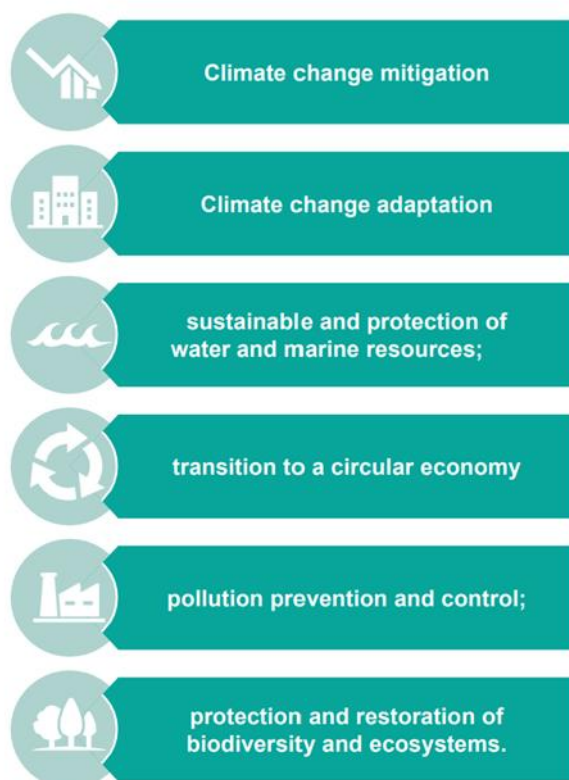 Climate change mitigation
Climate change adaptation
sustainable and protection of
water and marine resources;
transition to a circular economy
pollution prevention and control;
protection and restoration of
biodiversity and ecosystems.